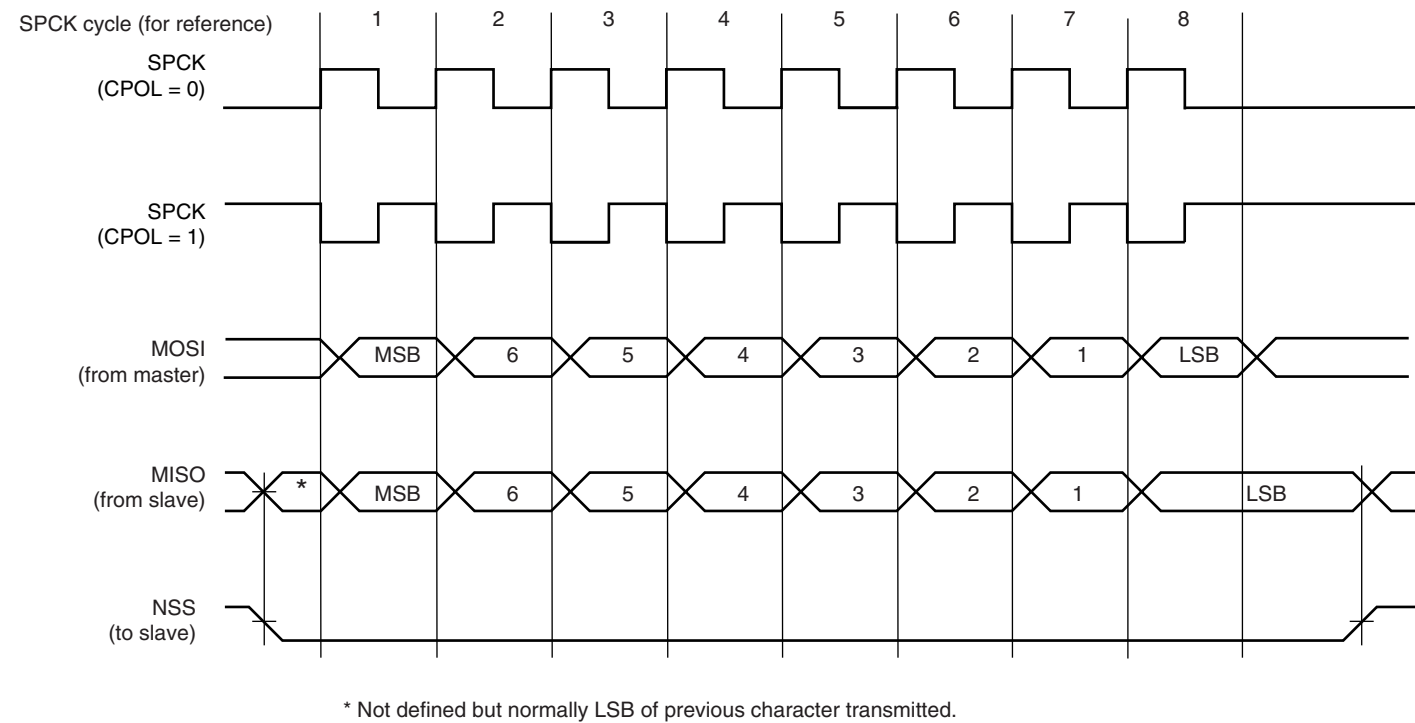 SPCK cycle (for reference) 1 2 3 4 5 6 7 8
SPCK
(CPOL = 0)
SPCK
(CPOL = 1)
MOSI
(from master)
MSB 6 5 4 3 2 1 LSB
MISO
(from slave)
* MSB 6 5 4 3 2 1 LSB
NSS
(to slave)
* Not defined but normally LSB of previous character transmitted.